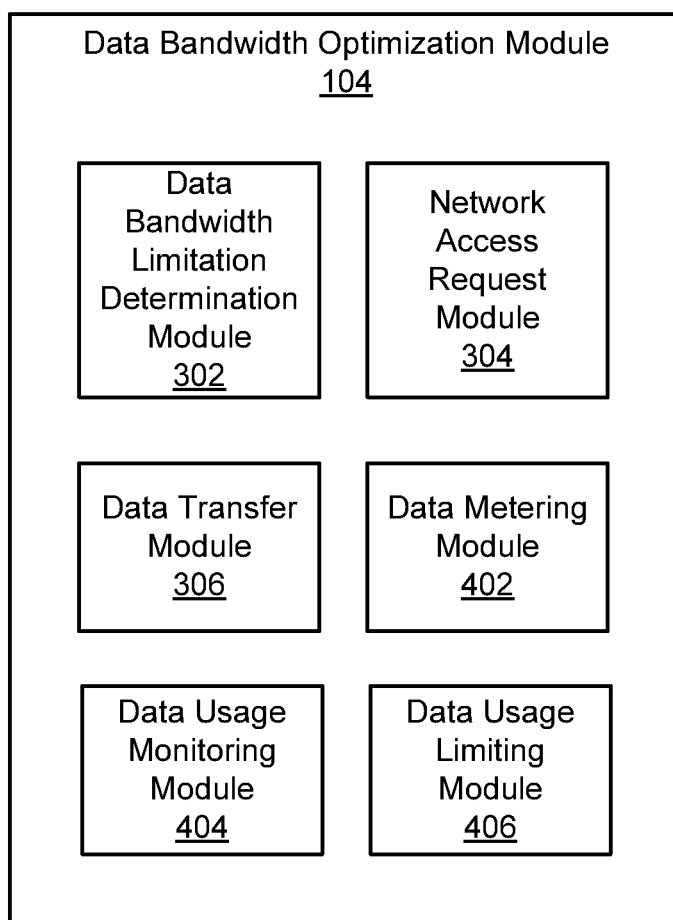 Data Bandwidth Optimization Module
104
Data
Bandwidth
Limitation
Determination
Module
302
Network
Access
Request
Module
304
Data Transfer
Module
306
Data Metering
Module
402
Data Usage
Monitoring
Module
404
Data Usage
Limiting
Module
406